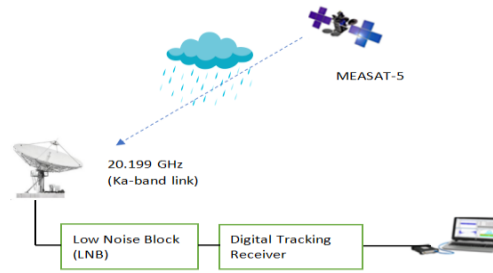 MEASAT-5
20.199 GHz
(Ka-band link)
Low Noise Block
(LNB)
Digital Tracking
Receiver